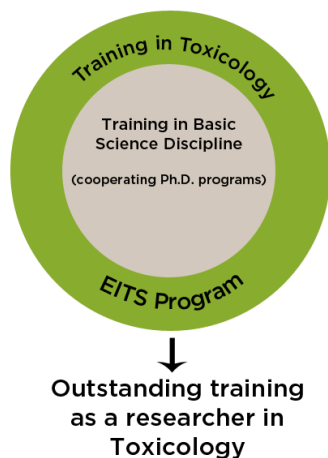 Training in Toxicology
Training in Basic
Science Discipline
(cooperating Ph.D. programs)
EITS Program
Outstanding training
as a researcher in
Toxicology